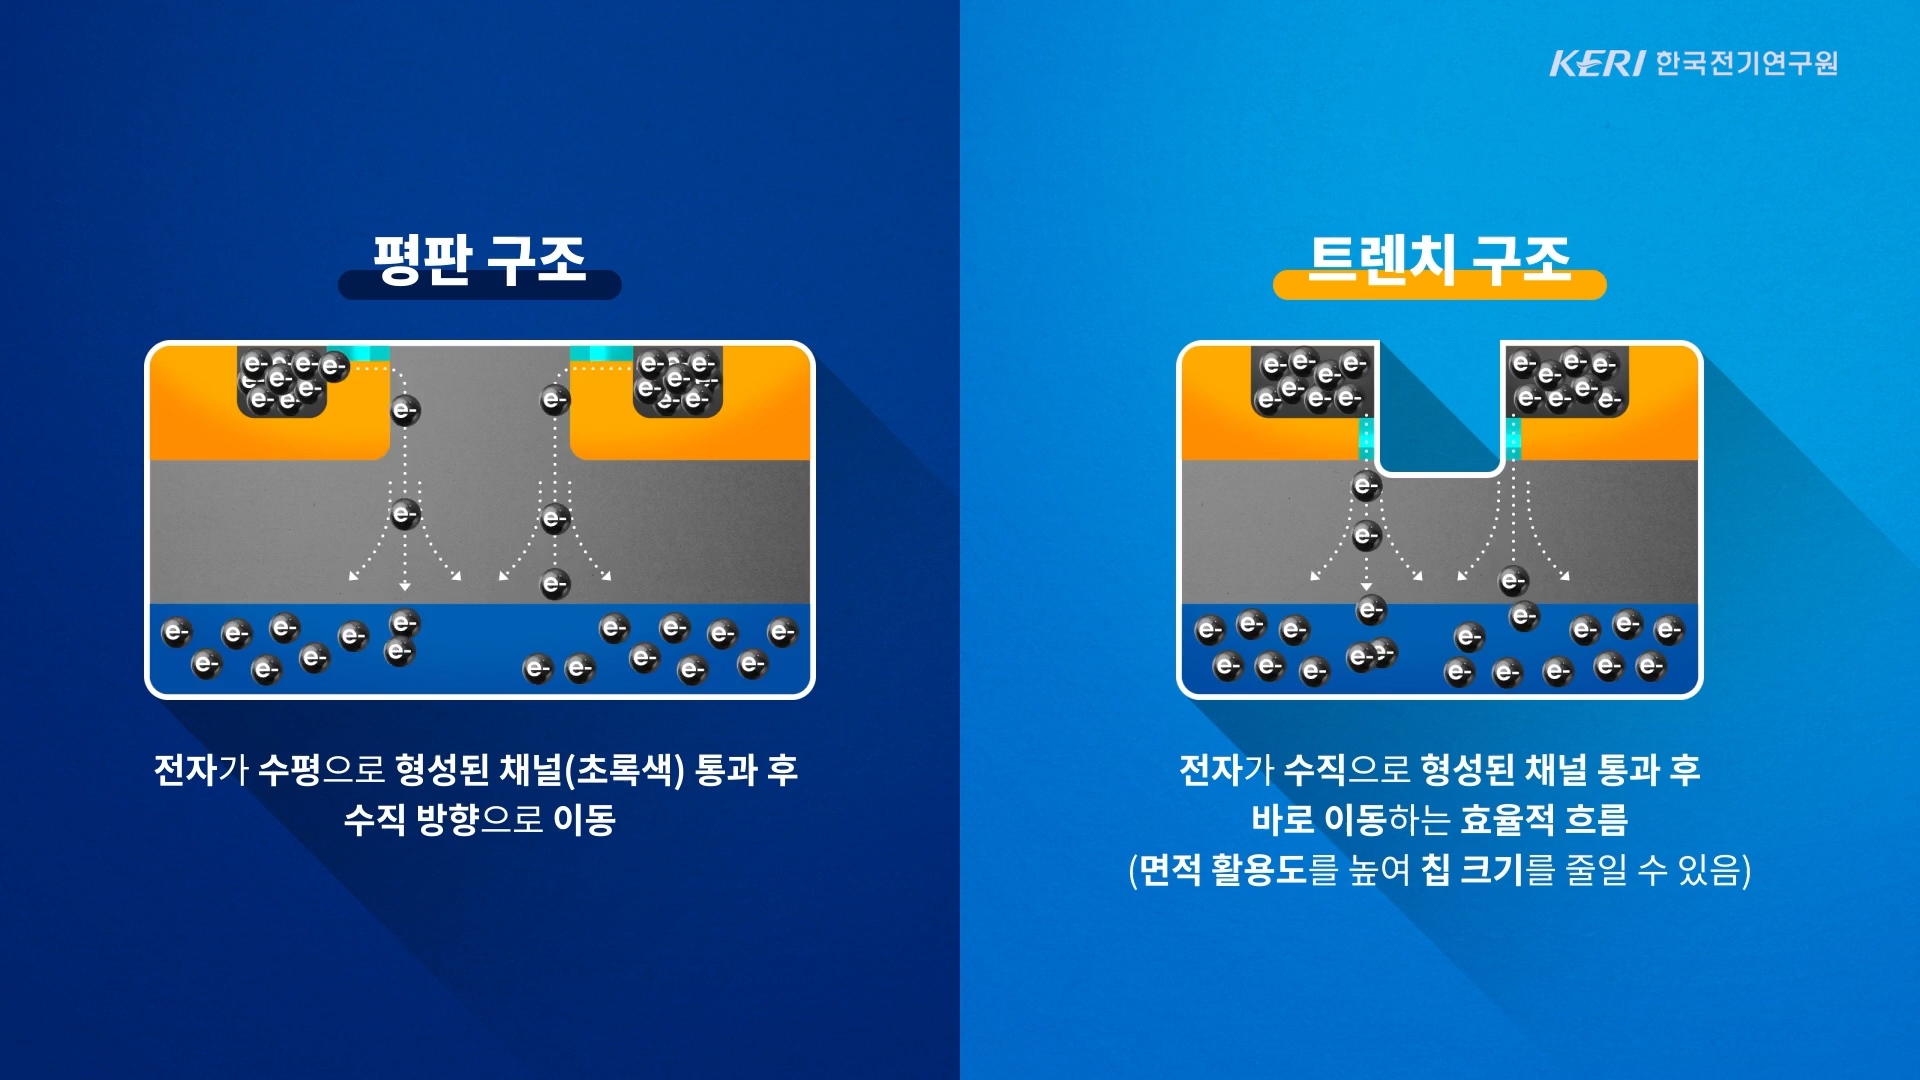 KERI 한국전기연구원
평판 구조
e- e- e- e- e- e- e- e- e-
e- e- e- e- e- e- e- e-
e- e-
e- e-
e-
e- e- e- e- e- e- e- e- e-
e- e- e- e- e- e- e- e- e-
전자가 수평으로 형성된 채널(초록색) 통과 후
수직 방향으로 이동
트렌치 구조
e- e- e- e- e- e- e- e-
e- e- e- e- e- e- e- e-
e-
e-
e-
e- e- e- e- e- e- e- e- e-
e- e- e- e- e- e- e- e- e- e-
전자가 수직으로 형성된 채널 통과 후
바로 이동하는 효율적 흐름
(면적 활용도를 높여 칩 크기를 줄일 수 있음)